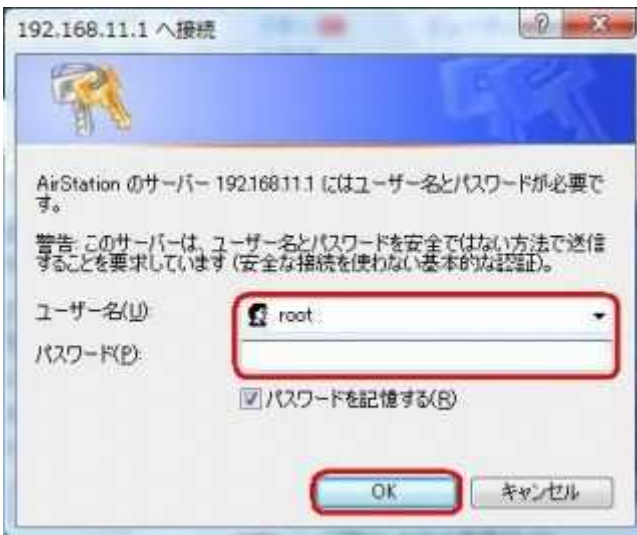 192.168.11.1 へ接続
AirStation のサーバー 192.168.11.1 にはユーザー名とパスワードが必要で
す。
警告: このサーバーは、ユーザー名とパスワードを安全ではない方法で送信
することを要求しています (安全な接続を使わない基本的な認証)。
ユーザー名(U):
root
パスワード(P):
パスワードを記憶する(R)
OK
キャンセル